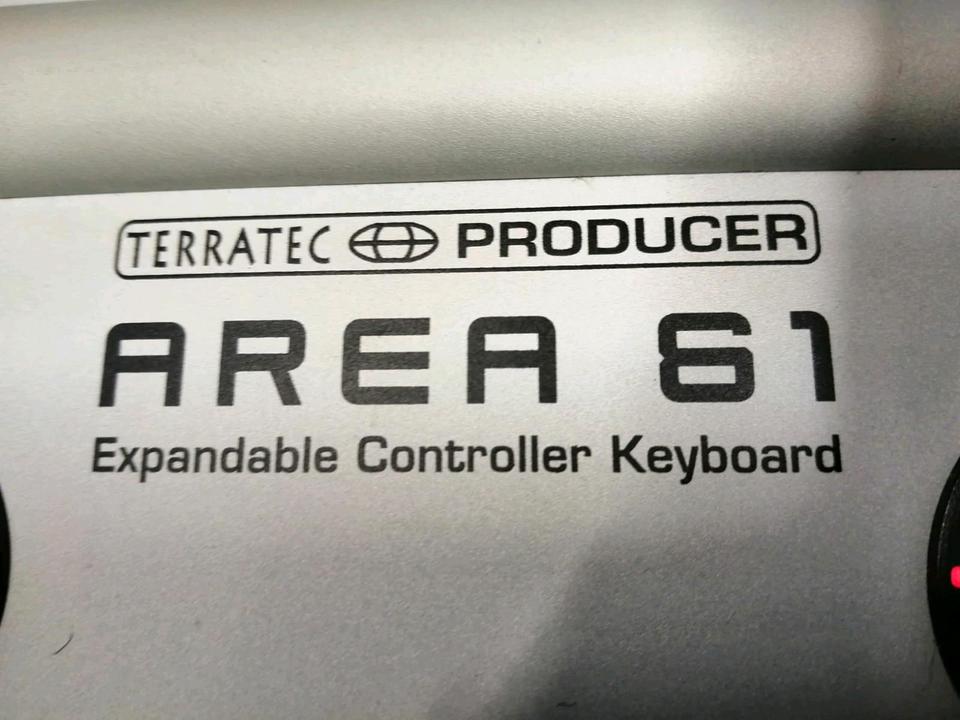 TERRATEC PRODUCER
AREA 61
Expandable Controller Keyboard